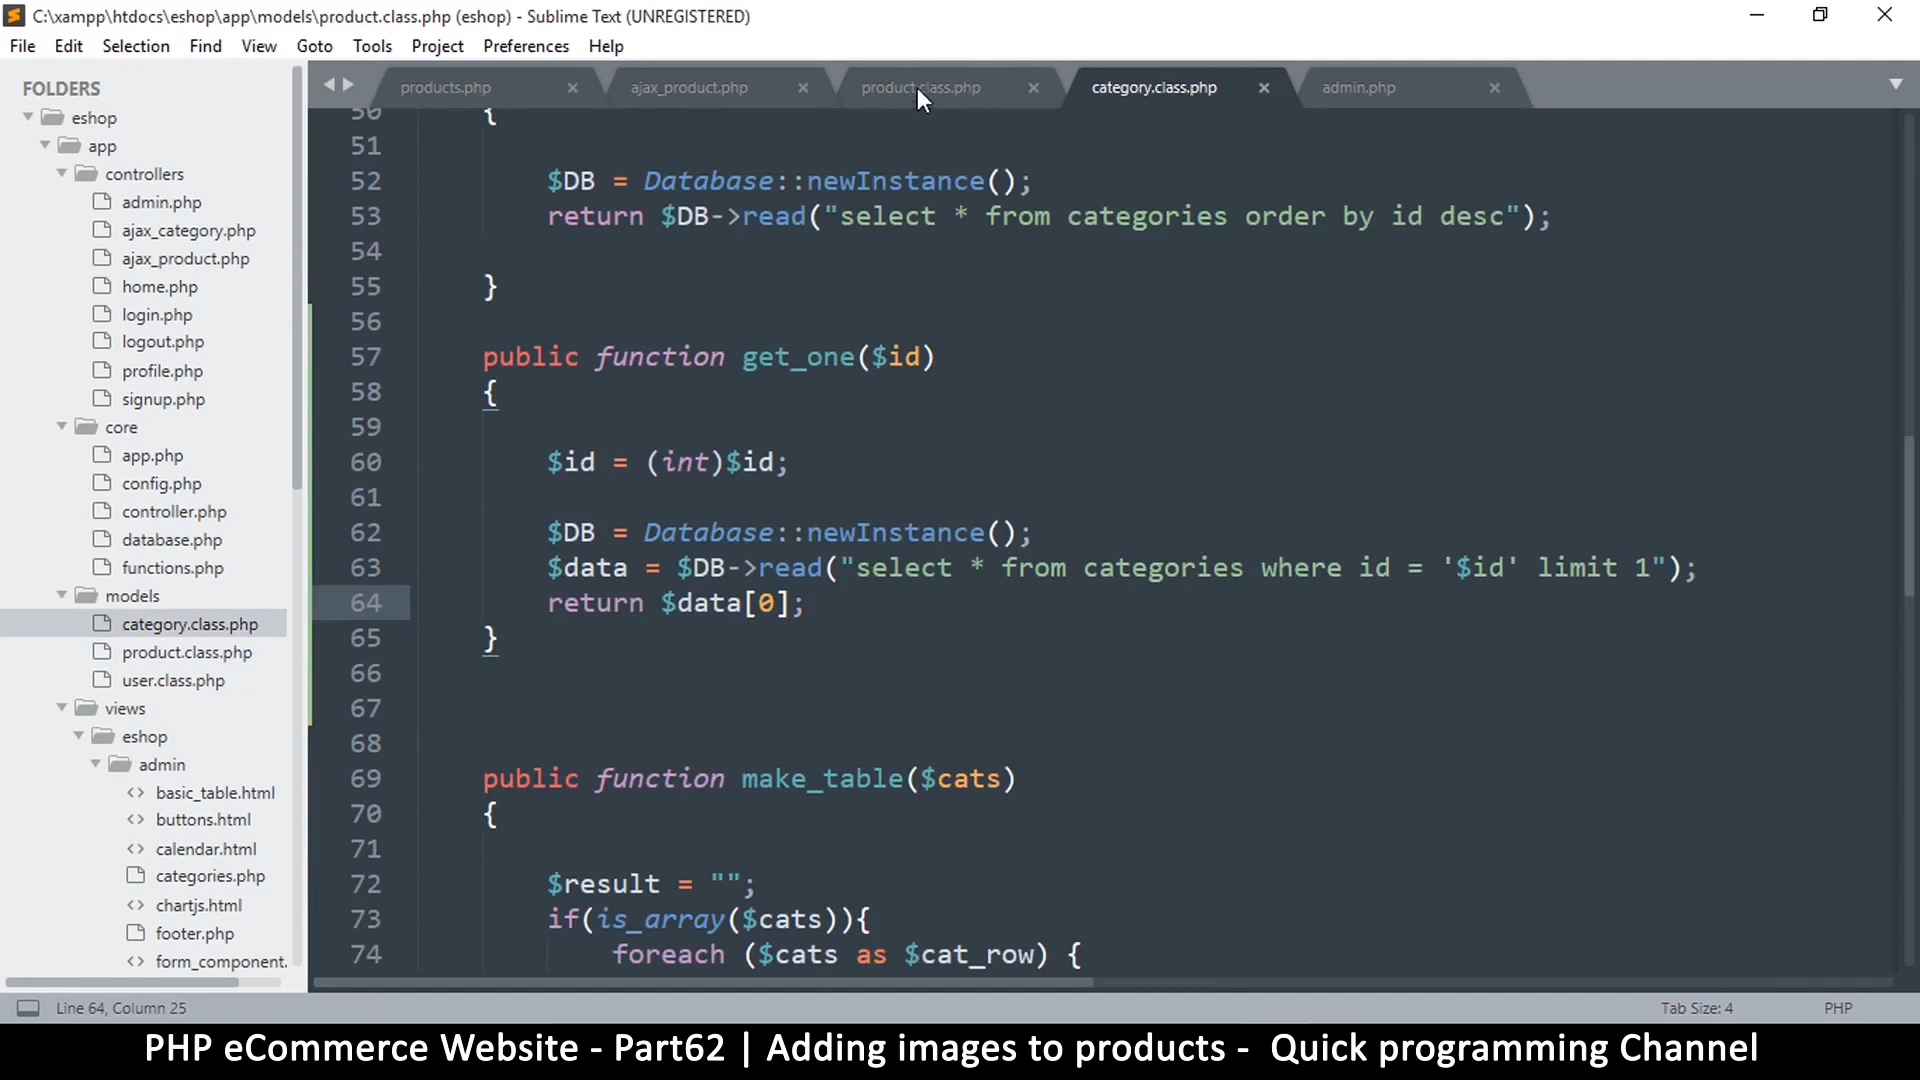 C:\xampp\htdocs\eshop\app\models\product.class.php (eshop) - Sublime Text (UNREGISTERED)
File Edit Selection Find View Goto Tools Project Preferences Help
FOLDERS
eshop
app
controllers
admin.php
ajax_category.php
ajax_product.php
home.php
login.php
logout.php
profile.php
signup.php
core
app.php
config.php
controller.php
database.php
functions.php
models
category.class.php
product.class.php
user.class.php
views
eshop
admin
basic_table.html
buttons.html
calendar.html
categories.php
chartjs.html
footer.php
form_component.
products.php ajax_product.php product.class.php category.class.php admin.php
50 {
51
52 $DB = Database::newInstance();
53 return $DB->read("select * from categories order by id desc");
54
55 }
56
57 public function get_one($id)
58 {
59
60 $id = (int)$id;
61
62 $DB = Database::newInstance();
63 $data = $DB->read("select * from categories where id = '$id' limit 1");
64 return $data[0];
65 }
66
67
68
69 public function make_table($cats)
70 {
71
72 $result = "";
73 if(is_array($cats)){
74 foreach ($cats as $cat_row) {
Line 64, Column 25 Tab Size: 4 PHP
PHP eCommerce Website - Part62 | Adding images to products - Quick programming Channel